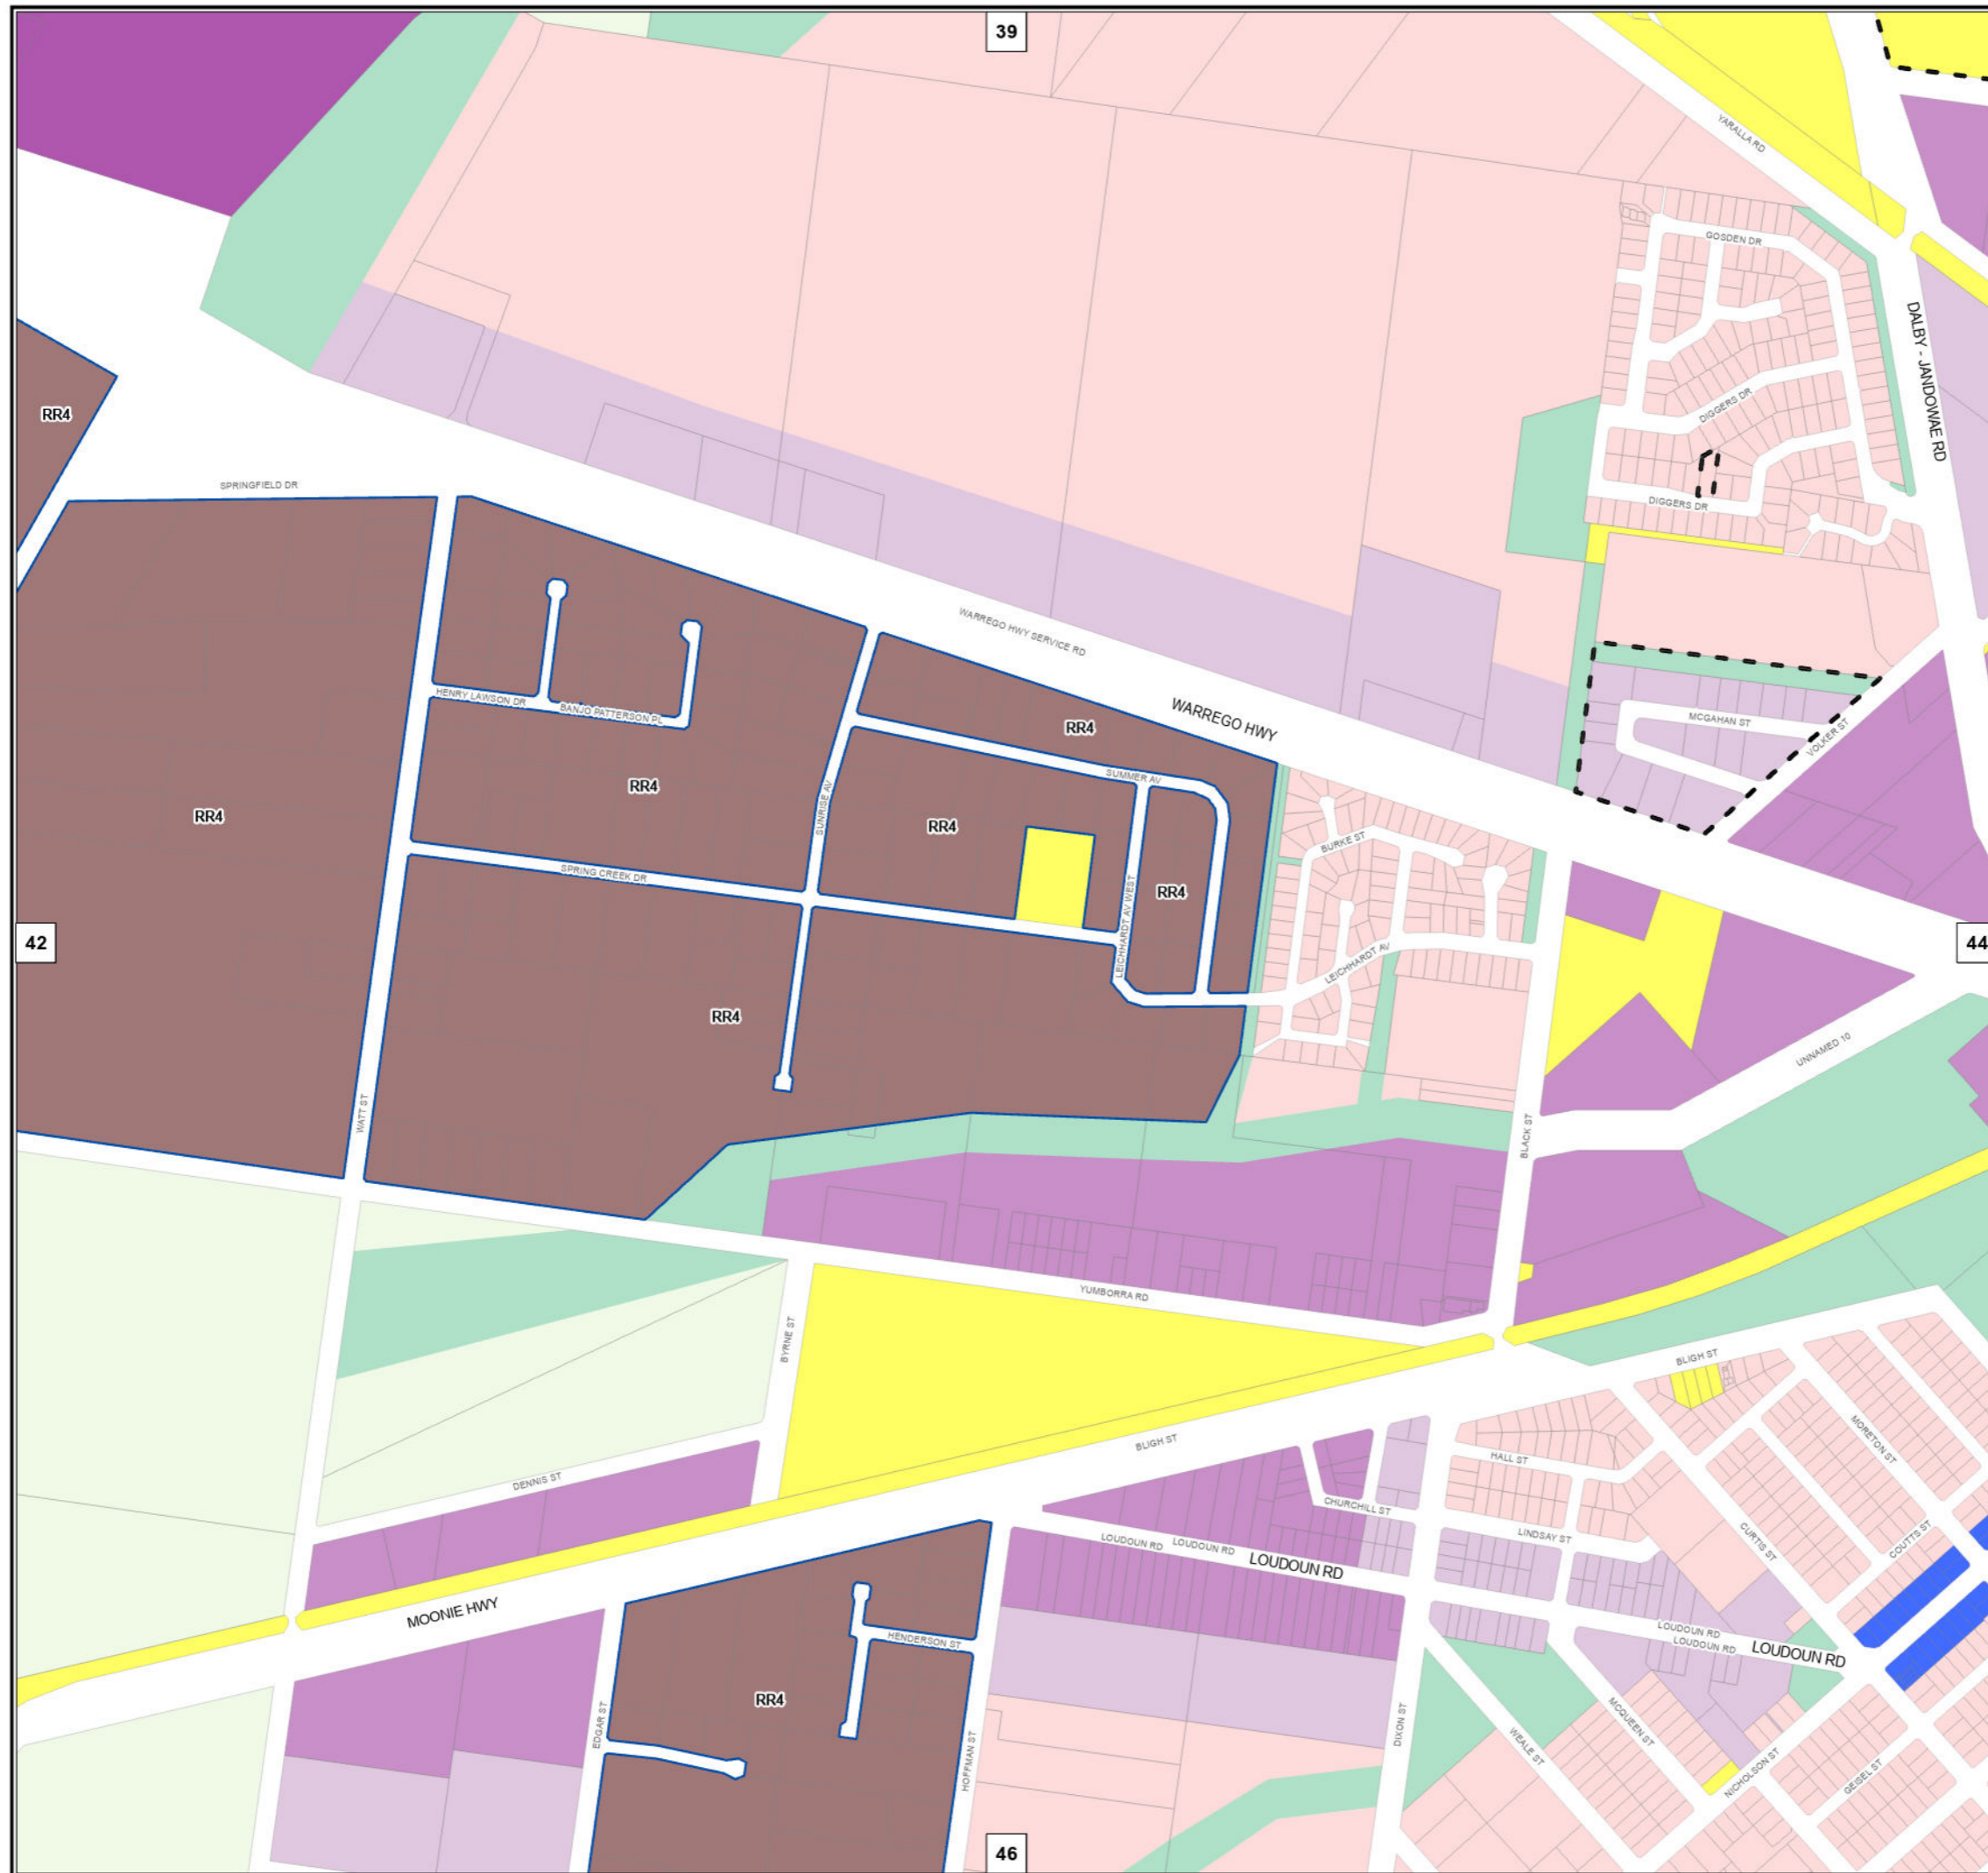 39
YARALLA RD
GOSDEN DR
DALBY - JANDOWAE RD
DIGGERS DR
RR4
SPRINGFIELD DR
DIGGERS DR
WARREGO HWY SERVICE RD
HENRY LAWSON DR
BANJO PATTERSON PL
WARREGO HWY
RR4
MCGAHAN ST
VOLKER ST
SUMMER AV
RR4
SUNRISE AV
RR4
RR4
BURKE ST
SPRING CREEK DR
RR4
LEICHHARDT AV WEST
42
44
LEICHHARDT AV
RR4
UNNAMED 10
WATT ST
BLACK ST
YUMBORRA RD
BYRNE ST
BLIGH ST
BLIGH ST
MORETON ST
HALL ST
DENNIS ST
CHURCHILL ST
LINDSAY ST
CURTIS ST
COUTTS ST
LOUDOUN RD
LOUDOUN RD
LOUDOUN RD
MOONIE HWY
HENDERSON ST
LOUDOUN RD
LOUDOUN RD
LOUDOUN RD
RR4
EDGAR ST
HOFFMAN ST
DIXON ST
WEALE ST
MCQUEEN ST
NICHOLSON ST
GEISEL ST
46